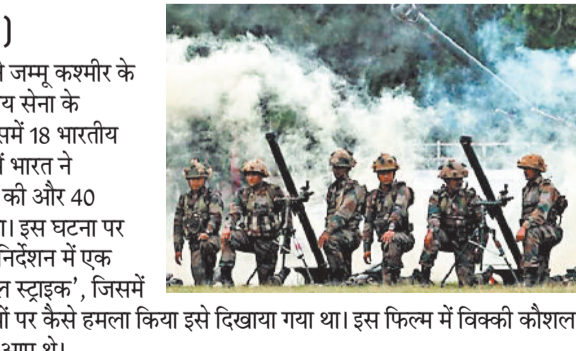 )
जम्मू कश्मीर के
सेना के
18 भारतीय
भारत ने
की और 40
इस घटना पर
निर्देशन में एक
स्ट्राइक', जिसमें
पर कैसे हमला किया इसे दिखाया गया था। इस फिल्म में विक्की कौशल
थे।